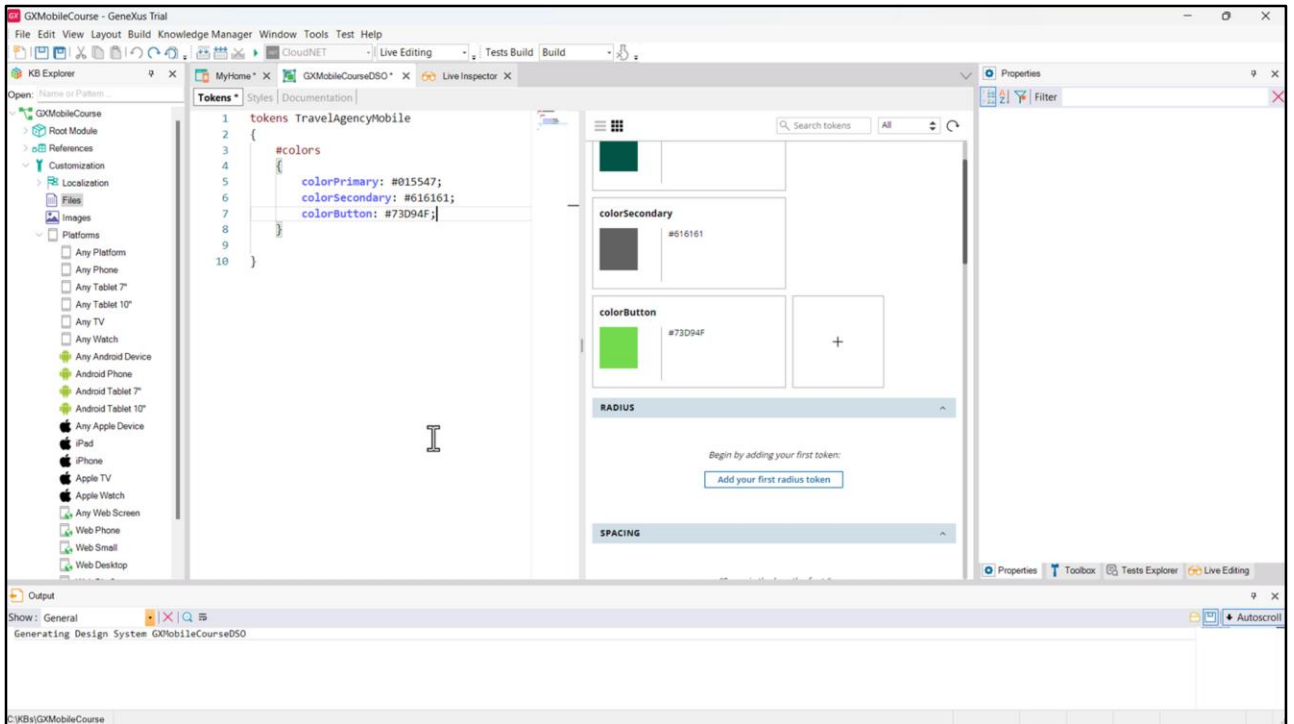 GX GXMobileCourse - GeneXus Trial
File Edit View Layout Build Knowledge Manager Window Tools Test Help
CloudNET Live Editing Tests Build Build
KB Explorer
Open: Name or Pattern...
GXMobileCourse
Root Module
References
Customization
Localization
Files
Images
Platforms
Any Platform
Any Phone
Any Tablet 7"
Any Tablet 10"
Any TV
Any Watch
Any Android Device
Android Phone
Android Tablet 7"
Android Tablet 10"
Any Apple Device
iPad
iPhone
Apple TV
Apple Watch
Any Web Screen
Web Phone
Web Small
Web Desktop
MyHome * X GXMobileCourseDSO * X Live Inspector X
Tokens * Styles Documentation
1 tokens TravelAgencyMobile
2 {
3 #colors
4 {
5 colorPrimary: #015547;
6 colorSecondary: #616161;
7 colorButton: #73D94F;
8 }
9
10 }
Search tokens All
colorSecondary
#616161
colorButton
#73D94F
+
RADIUS
Begin by adding your first token:
Add your first radius token
SPACING
Properties
Filter
Properties Toolbox Tests Explorer Live Editing
Output
Show: General Autoscroll
Generating Design System GXMobileCourseDSO
C:\KBs\GXMobileCourse